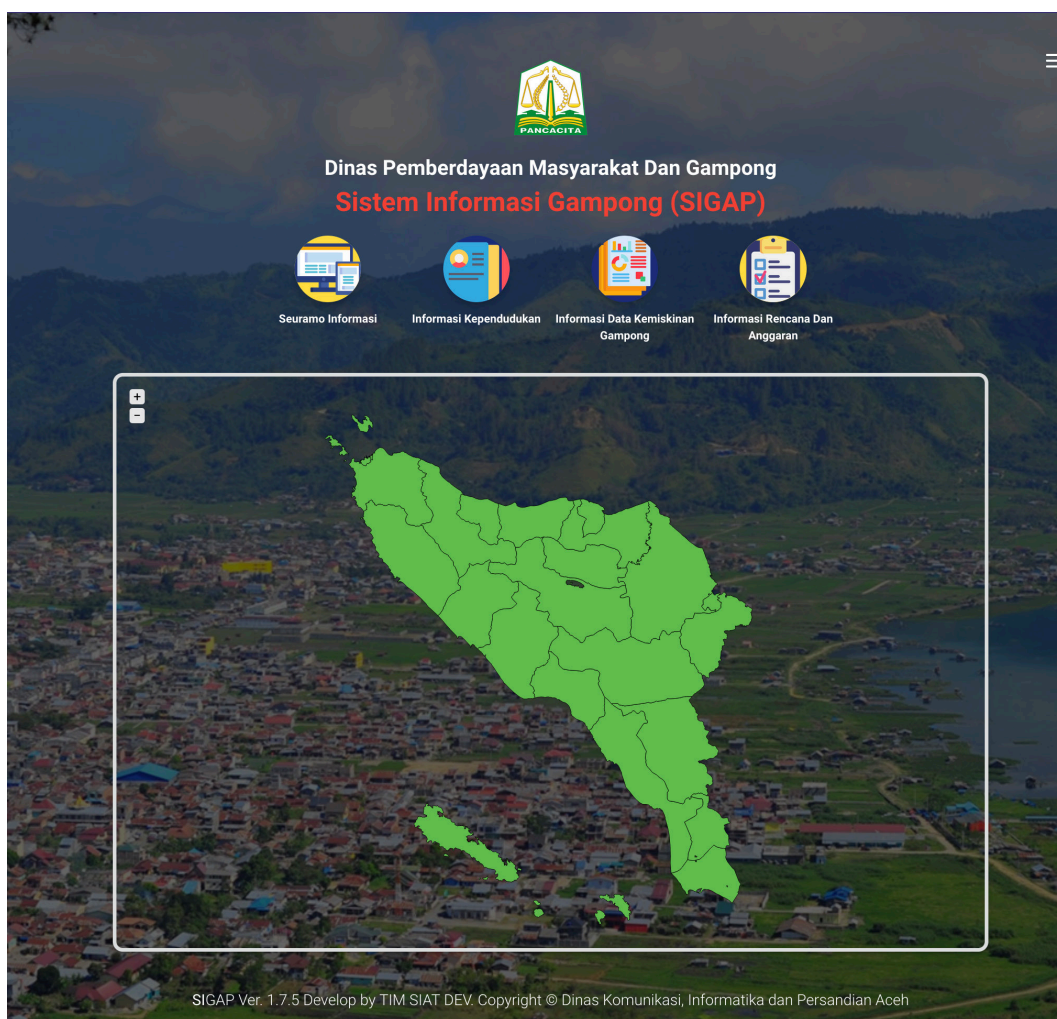 PANCACITA
Dinas Pemberdayaan Masyarakat Dan Gampong
Sistem Informasi Gampong (SIGAP)
Seuramo Informasi
Informasi Kependudukan
Informasi Data Kemiskinan
Gampong
Informasi Rencana Dan
Anggaran
+
-
SIGAP Ver. 1.7.5 Develop by TIM SIAT DEV. Copyright © Dinas Komunikasi, Informatika dan Persandian Aceh